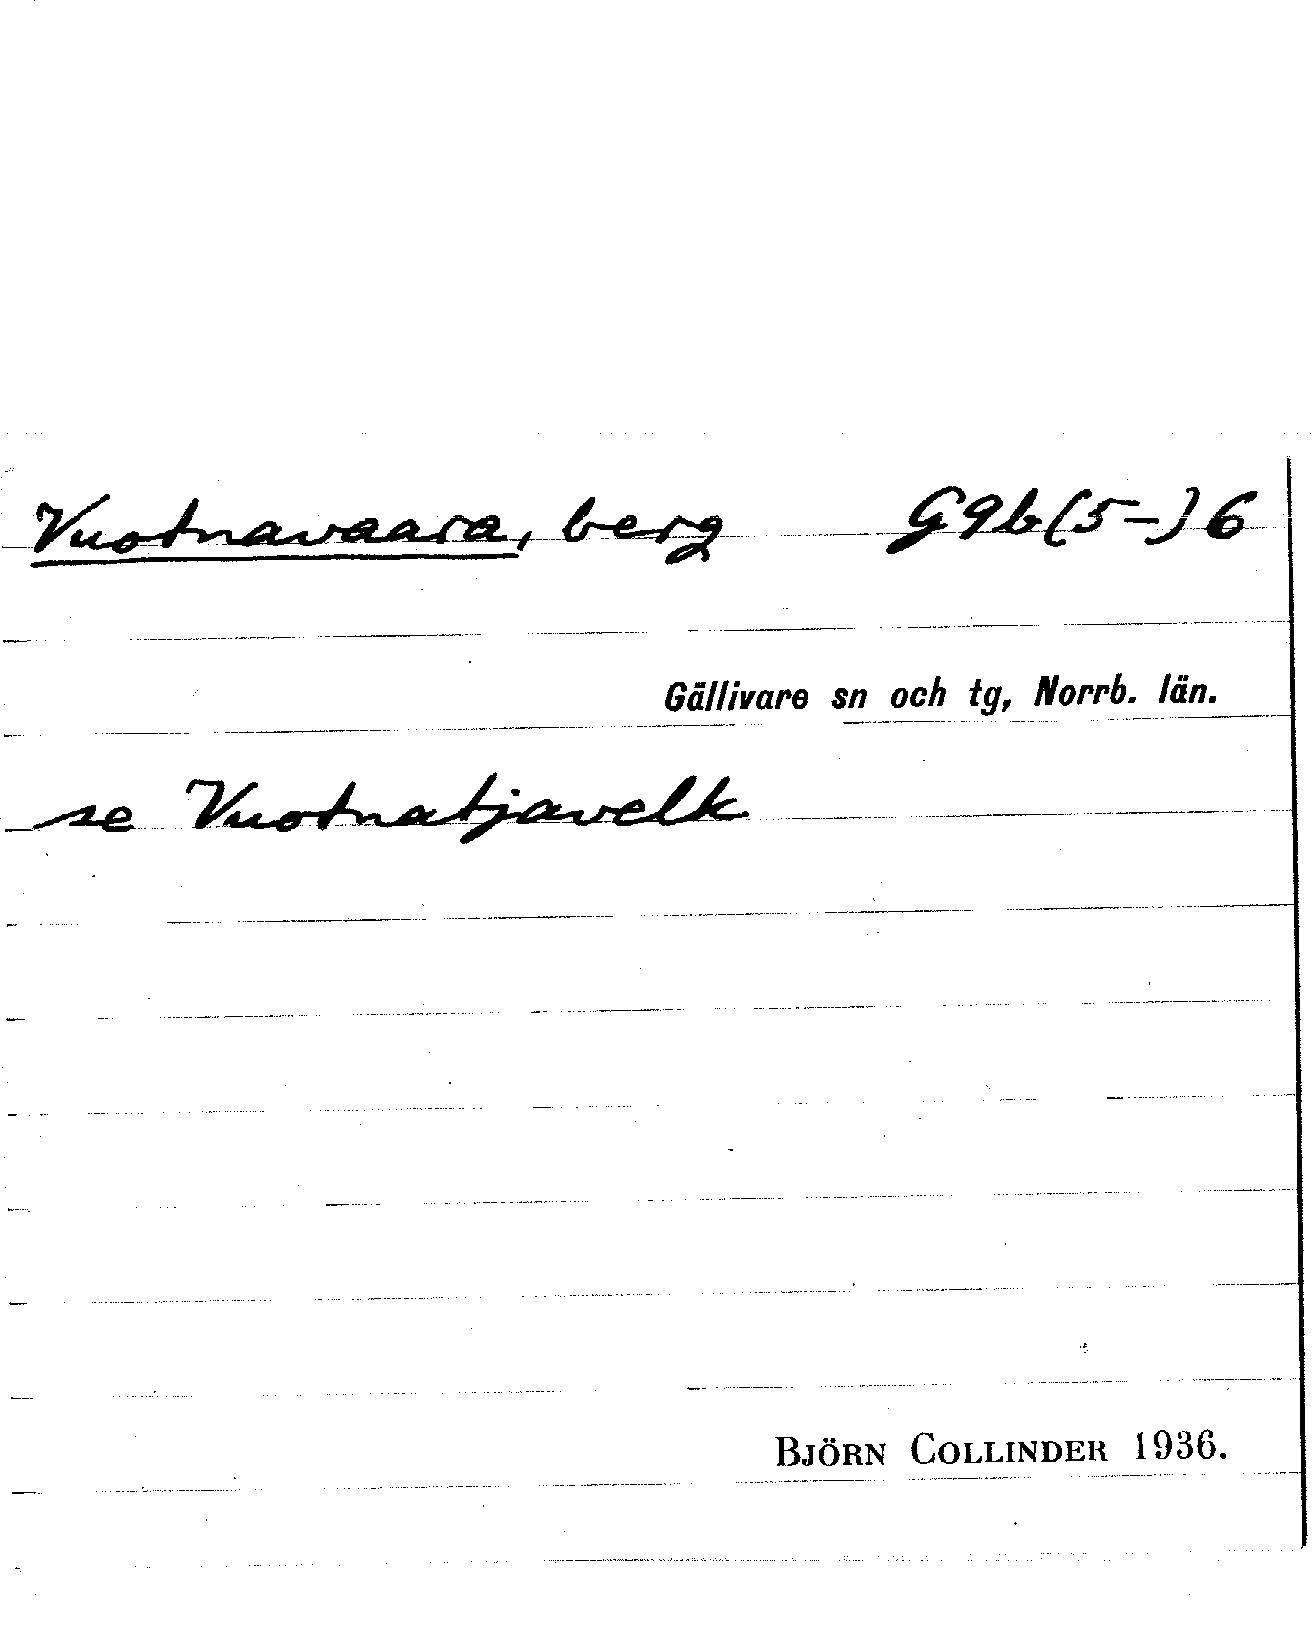 Vuotnavaara, berg G9b(5-)6
Gällivare sn och tg, Norrb. län.
se Vuotnatjavelk
BJÖRN COLLINDER 1936.